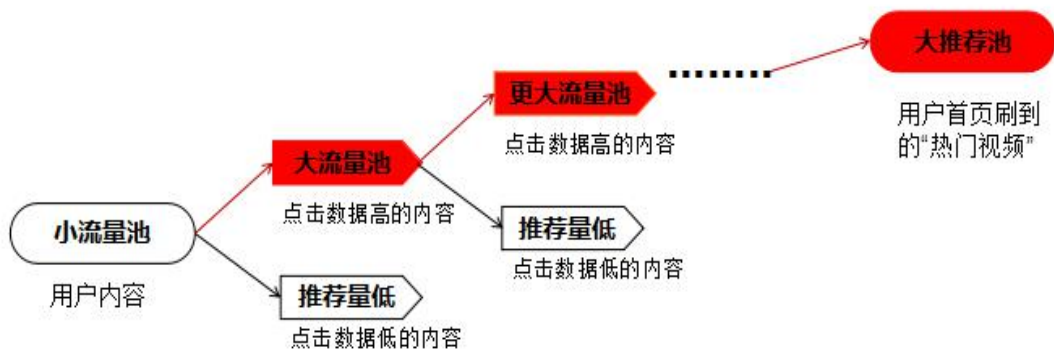 大推荐池
更大流量池
........
用户首页刷到
的“热门视频”
点击数据高的内容
大流量池
点击数据高的内容
小流量池
推荐量低
点击数据低的内容
用户内容
推荐量低
点击数据低的内容